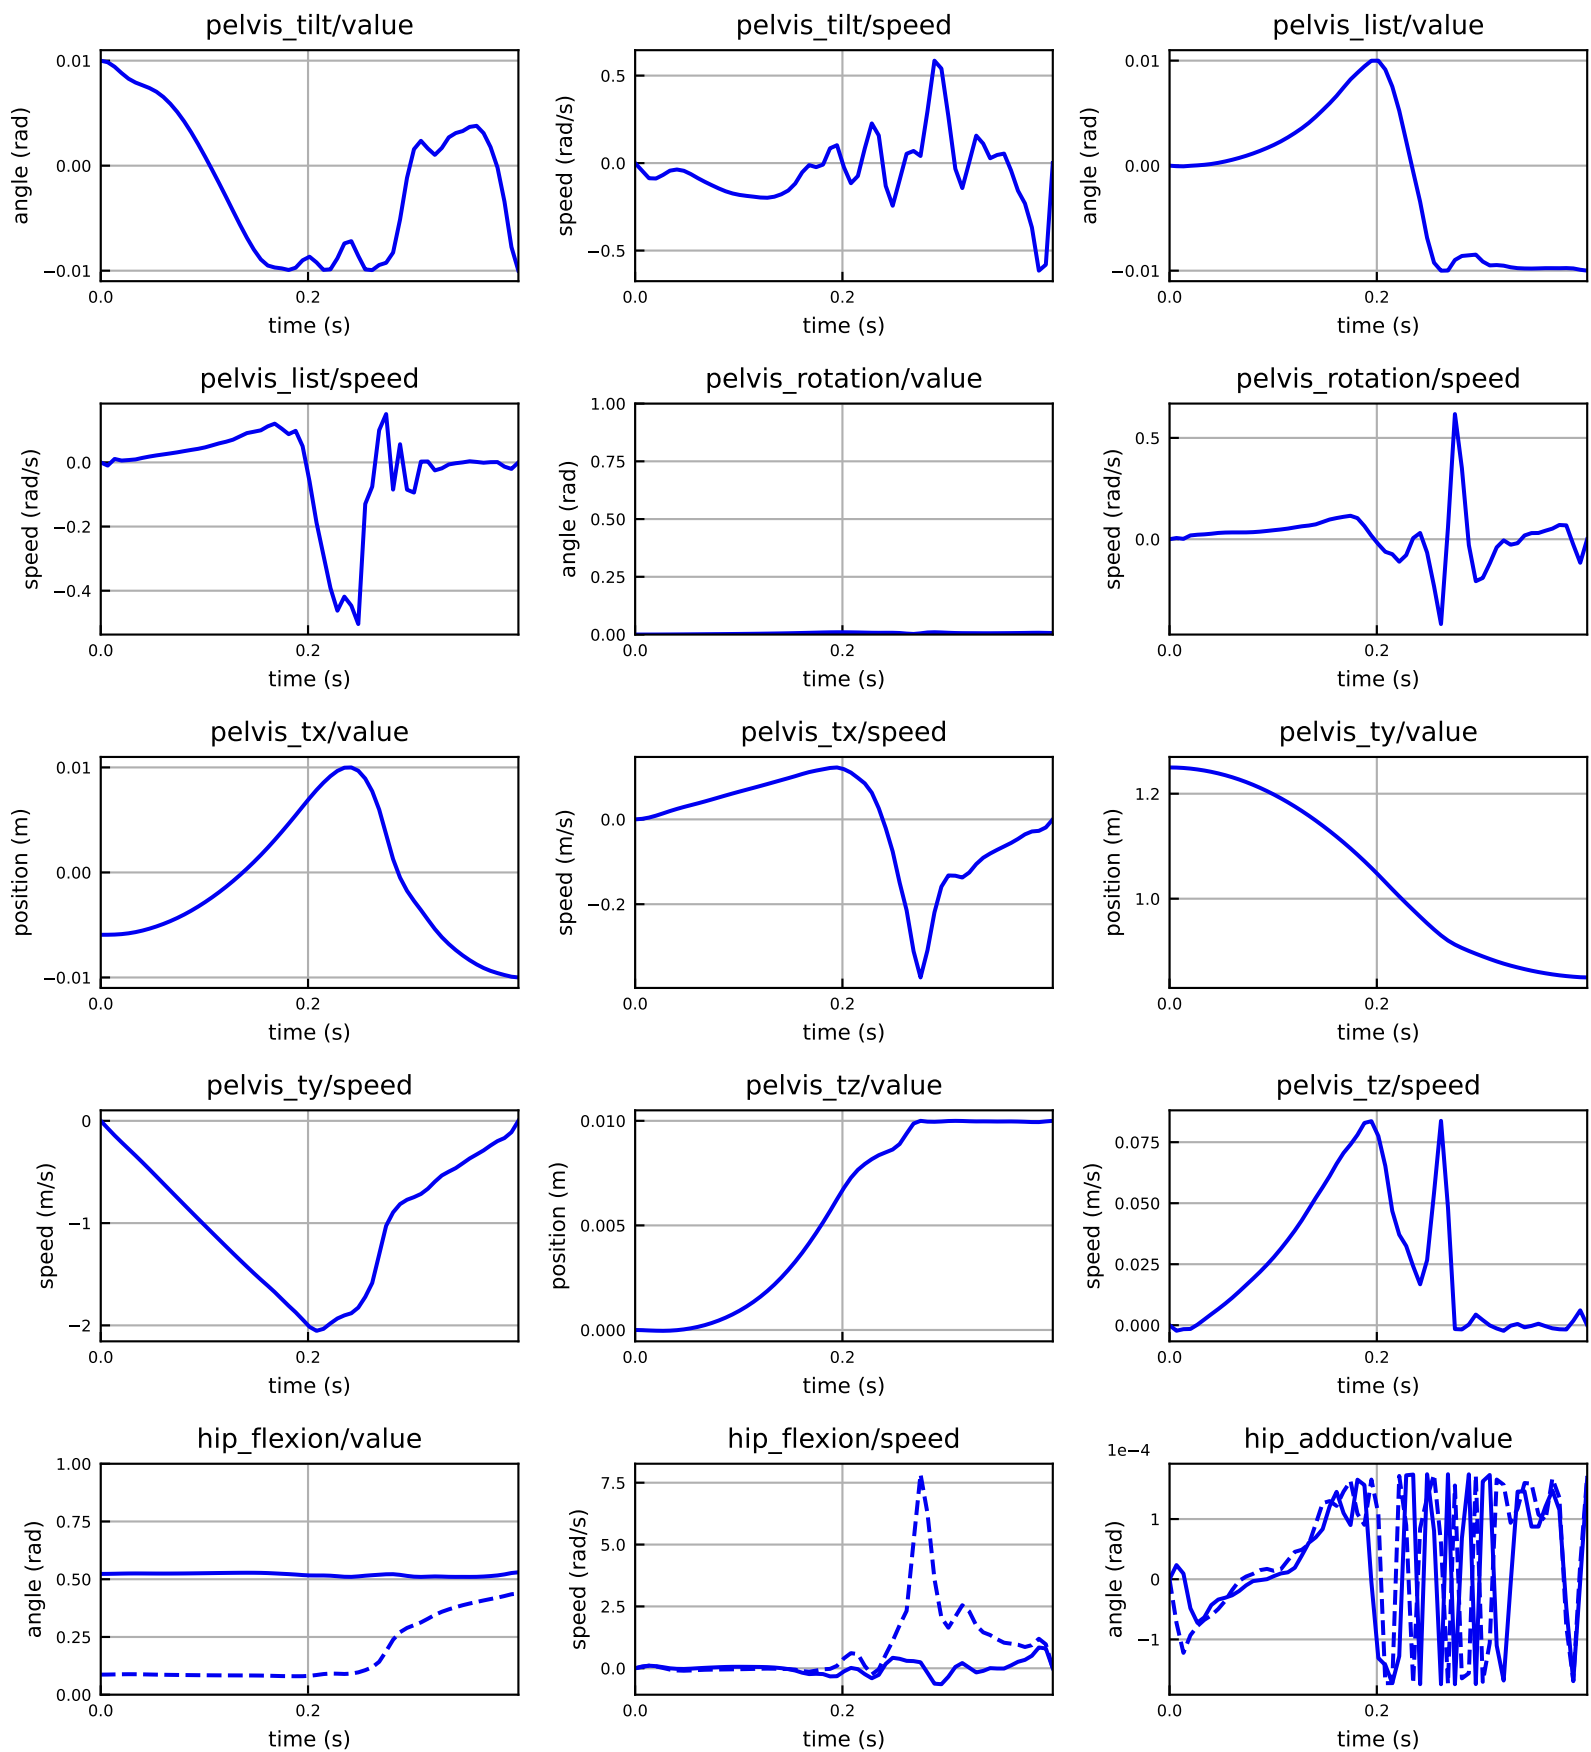 pelvis_tilt/value
pelvis_tilt/speed
pelvis_list/value
angle (rad)
0.01
0.00
−0.01
0.0
0.2
time (s)
speed (rad/s)
0.5
0.0
−0.5
0.0
0.2
time (s)
angle (rad)
0.01
0.00
−0.01
0.0
0.2
time (s)
pelvis_list/speed
pelvis_rotation/value
pelvis_rotation/speed
speed (rad/s)
0.0
−0.2
−0.4
0.0
0.2
time (s)
angle (rad)
1.00
0.75
0.50
0.25
0.00
0.0
0.2
time (s)
speed (rad/s)
0.5
0.0
0.0
0.2
time (s)
pelvis_tx/value
pelvis_tx/speed
pelvis_ty/value
position (m)
0.01
0.00
−0.01
0.0
0.2
time (s)
speed (m/s)
0.0
−0.2
0.0
0.2
time (s)
position (m)
1.2
1.0
0.0
0.2
time (s)
pelvis_ty/speed
pelvis_tz/value
pelvis_tz/speed
speed (m/s)
0
−1
−2
0.0
0.2
time (s)
position (m)
0.010
0.005
0.000
0.0
0.2
time (s)
speed (m/s)
0.075
0.050
0.025
0.000
0.0
0.2
time (s)
hip_flexion/value
hip_flexion/speed
hip_adduction/value
angle (rad)
1.00
0.75
0.50
0.25
0.00
0.0
0.2
time (s)
speed (rad/s)
7.5
5.0
2.5
0.0
0.0
0.2
time (s)
1e−4
angle (rad)
1
0
−1
0.0
0.2
time (s)